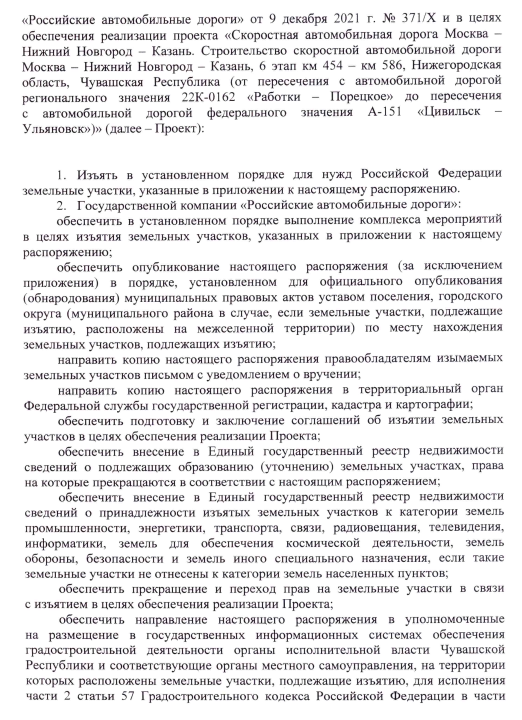 «Российские автомобильные дороги» от 9 декабря 2021 г. № 371/X и в целях
обеспечения реализации проекта «Скоростная автомобильная дорога Москва –
Нижний Новгород – Казань. Строительство скоростной автомобильной дороги
Москва – Нижний Новгород – Казань, 6 этап км 454 – км 586, Нижегородская
область, Чувашская Республика (от пересечения с автомобильной дорогой
регионального значения 22К-0162 «Работки – Порецкое» до пересечения
с автомобильной дорогой федерального значения А-151 «Цивильск –
Ульяновск»)» (далее – Проект):
1. Изъять в установленном порядке для нужд Российской Федерации
земельные участки, указанные в приложении к настоящему распоряжению.
2. Государственной компании «Российские автомобильные дороги»:
обеспечить в установленном порядке выполнение комплекса мероприятий
в целях изъятия земельных участков, указанных в приложении к настоящему
распоряжению;
обеспечить опубликование настоящего распоряжения (за исключением
приложения) в порядке, установленном для официального опубликования
(обнародования) муниципальных правовых актов уставом поселения, городского
округа (муниципального района в случае, если земельные участки, подлежащие
изъятию, расположены на межселенной территории) по месту нахождения
земельных участков, подлежащих изъятию;
направить копию настоящего распоряжения правообладателям изымаемых
земельных участков письмом с уведомлением о вручении;
направить копию настоящего распоряжения в территориальный орган
Федеральной службы государственной регистрации, кадастра и картографии;
обеспечить подготовку и заключение соглашений об изъятии земельных
участков в целях обеспечения реализации Проекта;
обеспечить внесение в Единый государственный реестр недвижимости
сведений о подлежащих образованию (уточнению) земельных участках, права
на которые прекращаются в соответствии с настоящим распоряжением;
обеспечить внесение в Единый государственный реестр недвижимости
сведений о принадлежности изъятых земельных участков к категории земель
промышленности, энергетики, транспорта, связи, радиовещания, телевидения,
информатики, земель для обеспечения космической деятельности, земель
обороны, безопасности и земель иного специального назначения, если такие
земельные участки не отнесены к категории земель населенных пунктов;
обеспечить прекращение и переход прав на земельные участки в связи
с изъятием в целях обеспечения реализации Проекта;
обеспечить направление настоящего распоряжения в уполномоченные
на размещение в государственных информационных системах обеспечения
градостроительной деятельности органы исполнительной власти Чувашской
Республики и соответствующие органы местного самоуправления, на территории
которых расположены земельные участки, подлежащие изъятию, для исполнения
части 2 статьи 57 Градостроительного кодекса Российской Федерации в части